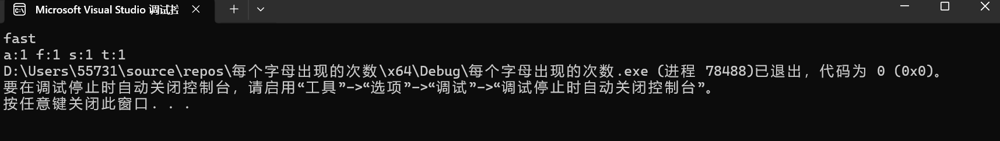 Microsoft Visual Studio 调试控
fast
a:1 f:1 s:1 t:1
D:\Users\55731\source\repos\每个字母出现的次数\x64\Debug\每个字母出现的次数.exe (进程 78488)已退出，代码为 0 (0x0)。
要在调试停止时自动关闭控制台，请启用“工具”->“选项”->“调试”->“调试停止时自动关闭控制台”。
按任意键关闭此窗口. . .